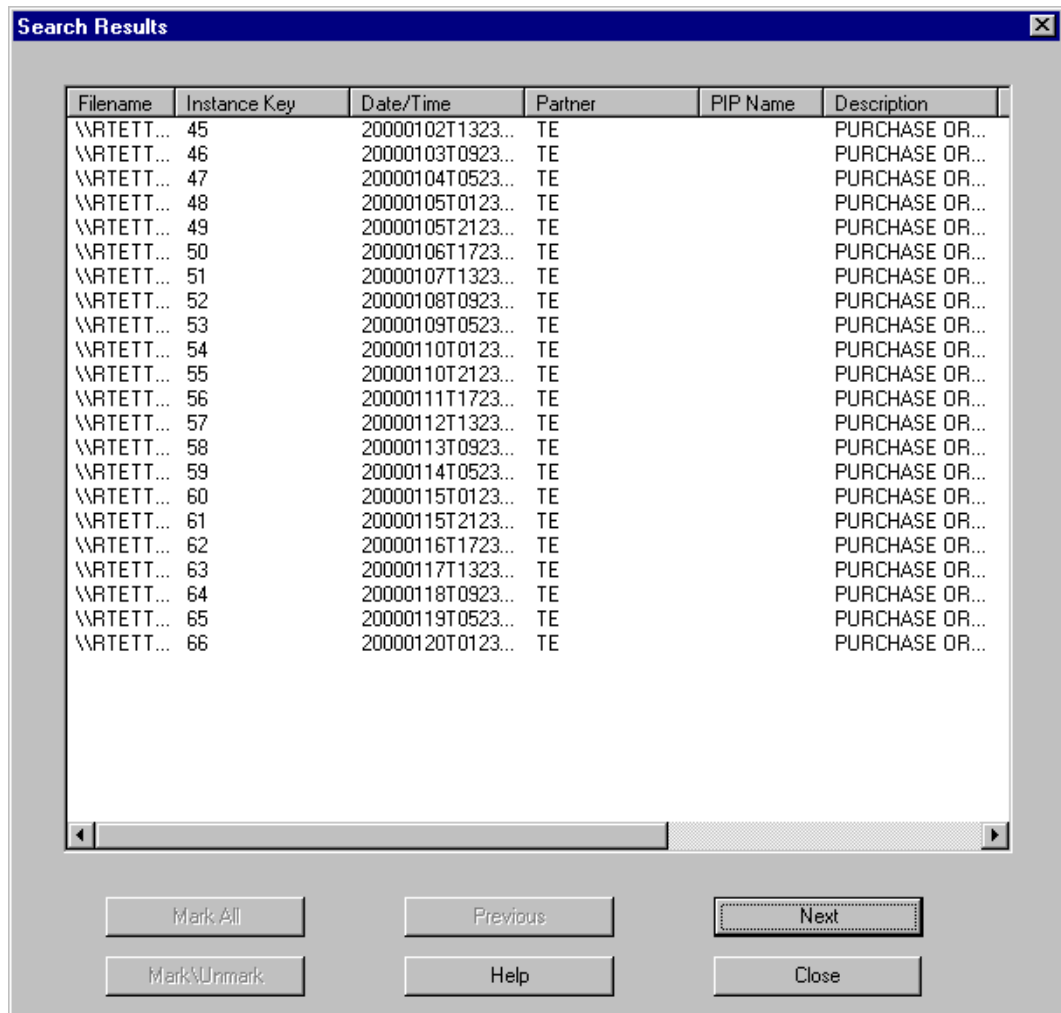 Search Results
Filename Instance Key Date/Time Partner PIP Name Description
\\RTETT... 45 20000102T1323... TE PURCHASE OR...
\\RTETT... 46 20000103T0923... TE PURCHASE OR...
\\RTETT... 47 20000104T0523... TE PURCHASE OR...
\\RTETT... 48 20000105T0123... TE PURCHASE OR...
\\RTETT... 49 20000105T2123... TE PURCHASE OR...
\\RTETT... 50 20000106T1723... TE PURCHASE OR...
\\RTETT... 51 20000107T1323... TE PURCHASE OR...
\\RTETT... 52 20000108T0923... TE PURCHASE OR...
\\RTETT... 53 20000109T0523... TE PURCHASE OR...
\\RTETT... 54 20000110T0123... TE PURCHASE OR...
\\RTETT... 55 20000110T2123... TE PURCHASE OR...
\\RTETT... 56 20000111T1723... TE PURCHASE OR...
\\RTETT... 57 20000112T1323... TE PURCHASE OR...
\\RTETT... 58 20000113T0923... TE PURCHASE OR...
\\RTETT... 59 20000114T0523... TE PURCHASE OR...
\\RTETT... 60 20000115T0123... TE PURCHASE OR...
\\RTETT... 61 20000115T2123... TE PURCHASE OR...
\\RTETT... 62 20000116T1723... TE PURCHASE OR...
\\RTETT... 63 20000117T1323... TE PURCHASE OR...
\\RTETT... 64 20000118T0923... TE PURCHASE OR...
\\RTETT... 65 20000119T0523... TE PURCHASE OR...
\\RTETT... 66 20000120T0123... TE PURCHASE OR...
Mark All Previous Next
Mark\Unmark Help Close